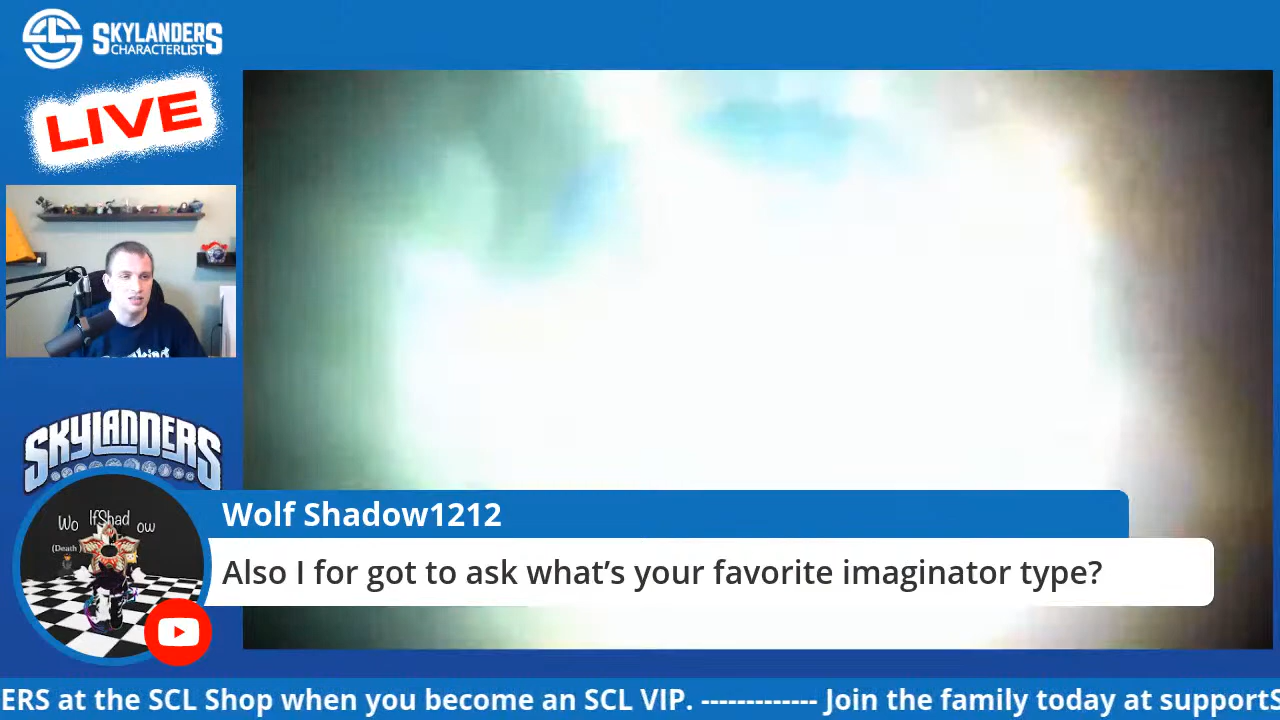 SKYLANDERS
CHARACTERLIST
LIVE
SKYLANDERS
Wo lfShad ow
(Death)
Wolf Shadow1212
Also I for got to ask what’s your favorite imaginator type?
ERS at the SCL Shop when you become an SCL VIP. ------------- Join the family today at supportS